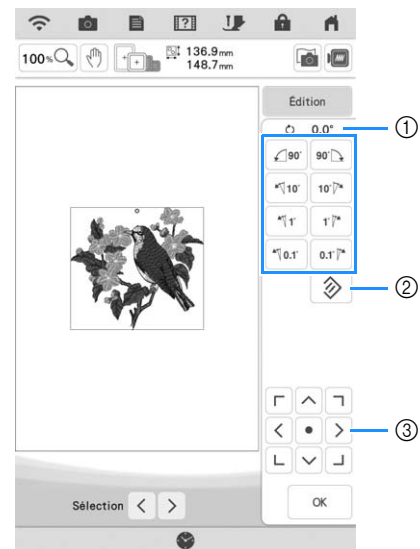 100%
136.9mm
148.7mm
Édition
0.0°
①
90° 90°
10° 10°
1° 1°
0.1° 0.1°
②
③
Sélection
OK